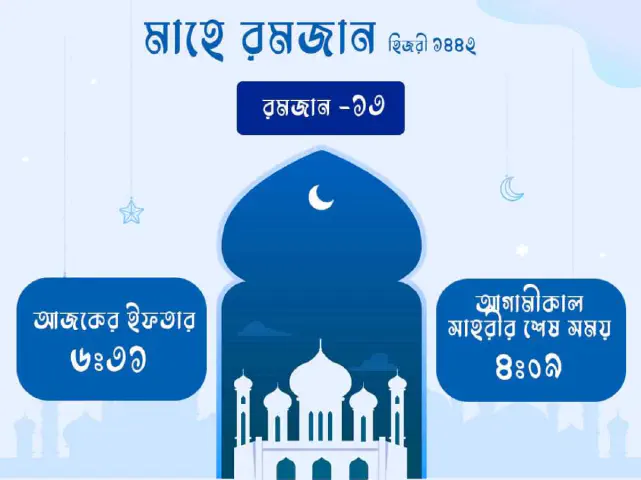 মাহে রমজান হিজরী ১৪৪২
রমজান -১৩
আজকের ইফতার
৬ঃ৩১
আগামীকাল
সাহরীর শেষ সময়
৪ঃ০৯